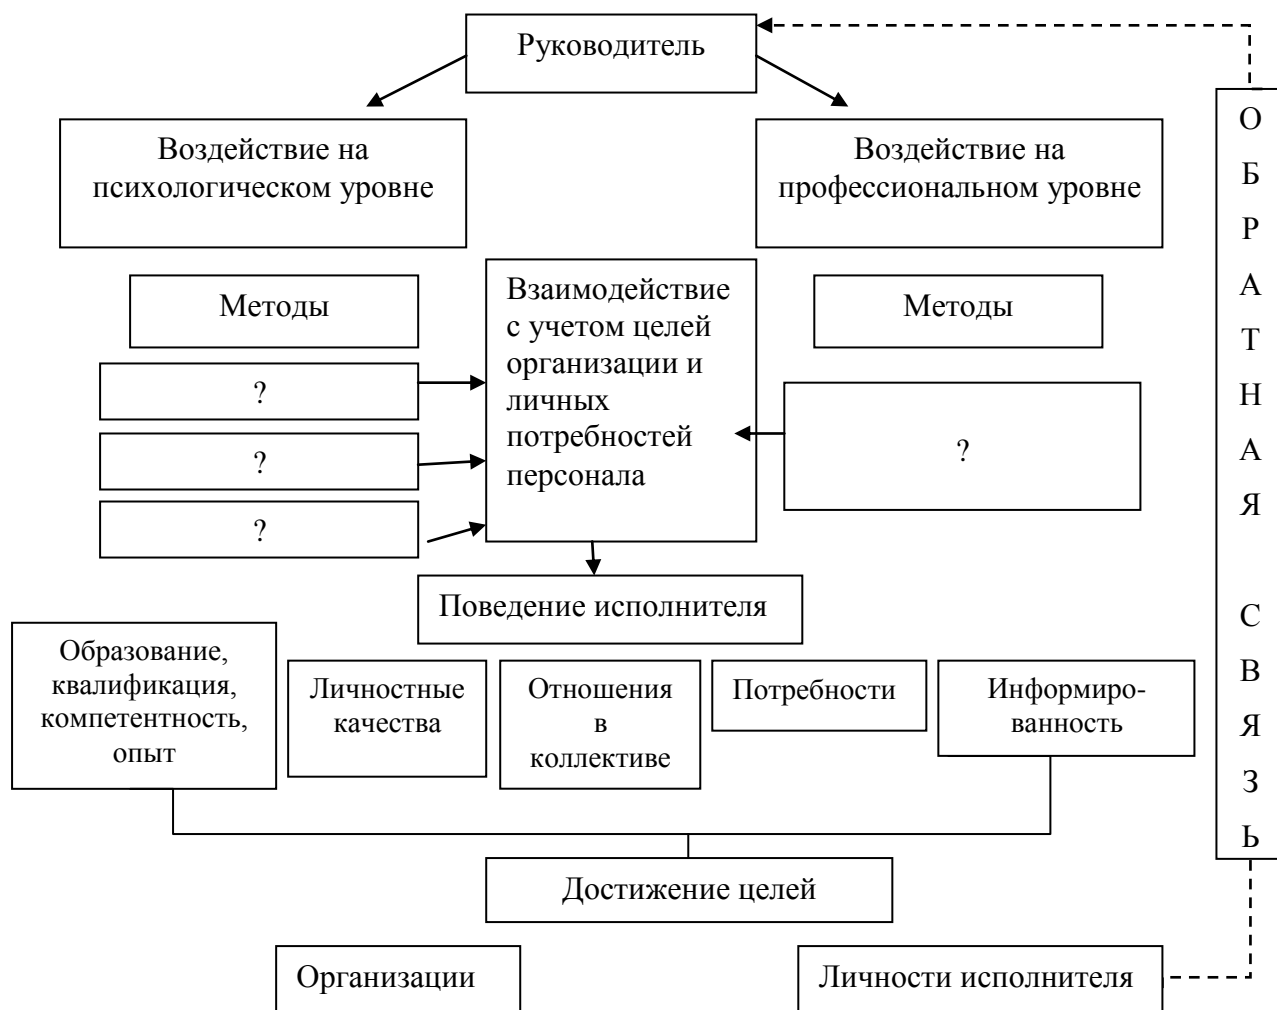 Руководитель
Воздействие на
психологическом уровне
Воздействие на
профессиональном уровне
Методы
Взаимодействие
с учетом целей
организации и
личных
потребностей
персонала
Методы
?
?
?
?
Поведение исполнителя
Образование,
квалификация,
компетентность,
опыт
Личностные
качества
Отношения
в
коллективе
Потребности
Информиро-
ванность
Достижение целей
Организации
Личности исполнителя
О
Б
Р
А
Т
Н
А
Я
С
В
Я
З
Ь